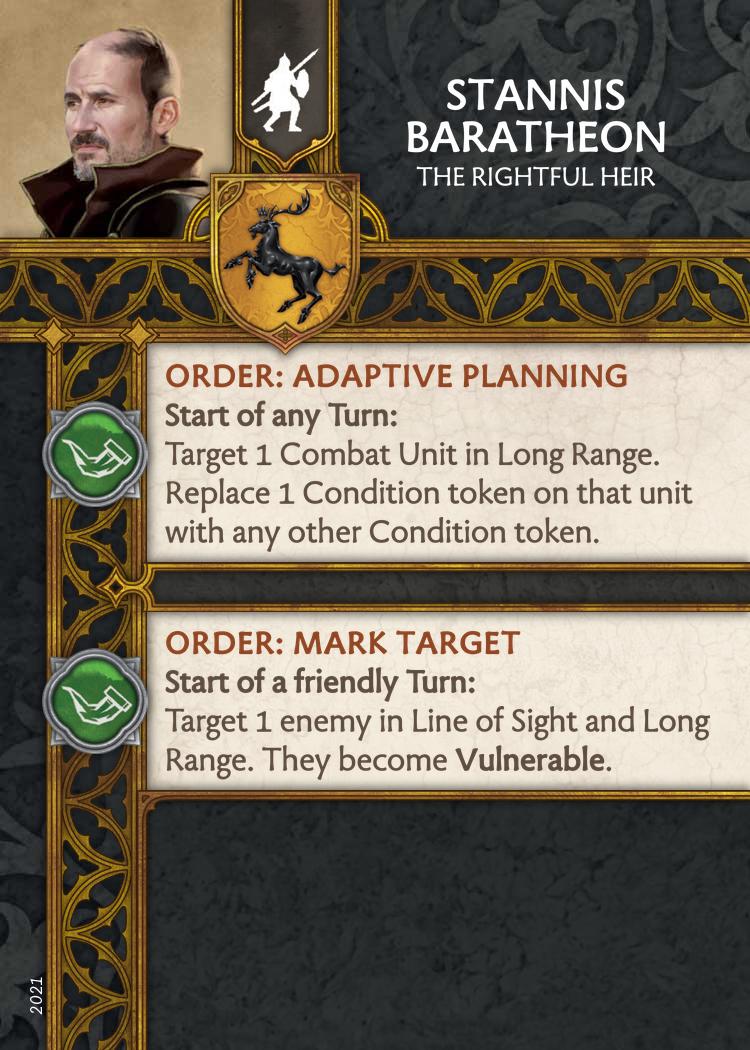 STANNIS
BARATHEON
THE RIGHTFUL HEIR
ORDER: ADAPTIVE PLANNING
Start of any Turn:
Target 1 Combat Unit in Long Range.
Replace 1 Condition token on that unit
with any other Condition token.
ORDER: MARK TARGET
Start of a friendly Turn:
Target 1 enemy in Line of Sight and Long
Range. They become Vulnerable.
2021